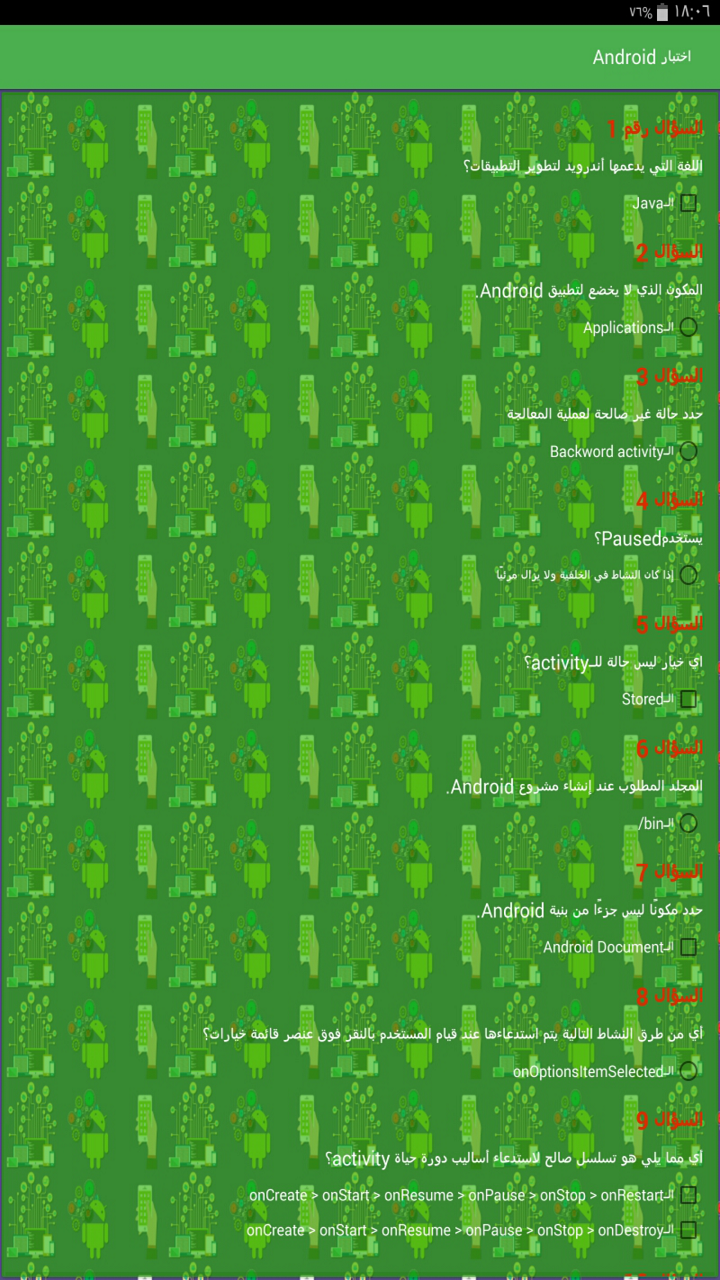 ٧٦% ١٨:٠٦
اختبار Android
السؤال رقم 1
اللغة التي يدعمها أندرويد لتطوير التطبيقات؟
الـJava
السؤال 2
المكون الذي لا يخضع لتطبيق Android.
الـApplications
السؤال 3
حدد حالة غير صالحة لعملية المعالجة
الـBackword activity
السؤال 4
يستخدمPaused؟
إذا كان النشاط في الخلفية ولا يزال مرئيًا
السؤال 5
اي خيار ليس حالة للـactivity؟
الـStored
السؤال 6
المجلد المطلوب عند إنشاء مشروع Android.
الـbin/
السؤال 7
حدد مكونًا ليس جزءًا من بنية Android.
الـAndroid Document
السؤال 8
أي من طرق النشاط التالية يتم استدعاءها عند قيام المستخدم بالنقر فوق عنصر قائمة خيارات؟
الـonOptionsItemSelected
السؤال 9
أي مما يلي هو تسلسل صالح لاستدعاء أساليب دورة حياة activity؟
الـonCreate > onStart > onResume > onPause > onStop > onRestart
الـonCreate > onStart > onResume > onPause > onStop > onDestroy